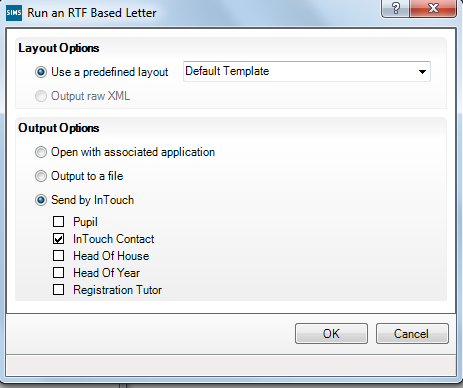 SIMS Run an RTF Based Letter
Layout Options
Use a predefined layout Default Template
Output raw XML
Output Options
Open with associated application
Output to a file
Send by InTouch
Pupil
InTouch Contact
Head Of House
Head Of Year
Registration Tutor
OK Cancel